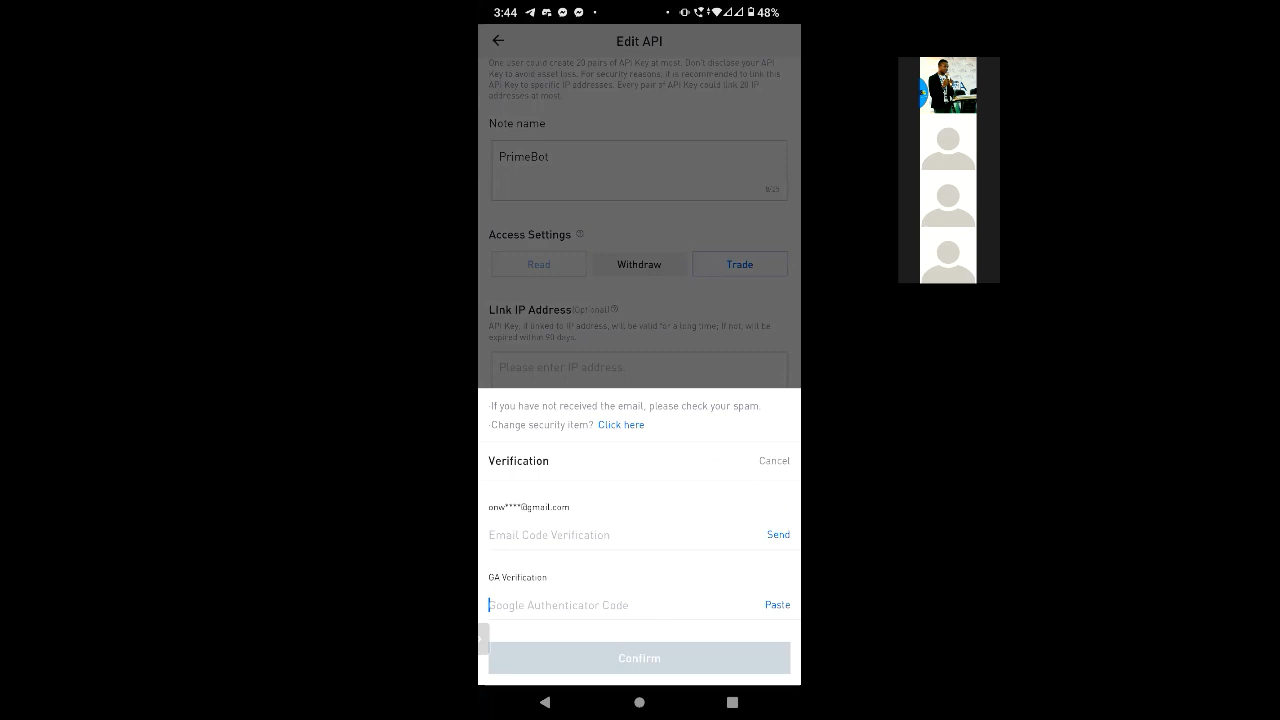 3:44
48%
Edit API
One user could create 20 pairs of API Key at most. Don't disclose your API
Key to avoid asset loss. For security reasons, it is recommended to link this
API Key to specific IP addresses. Every pair of API Key could link 20 IP
addresses at most.
Note name
PrimeBot
Access Settings
Read Withdraw Trade
LInk IP Address(Optional)
API Key, if linked to IP address, will be valid for a long time; if not, will be
expired within 90 days.
Please enter IP address.
·If you have not received the email, please check your spam.
·Change security item? Click here
Verification Cancel
onw****@gmail.com
Email Code Verification Send
GA Verification
Google Authenticator Code Paste
Confirm